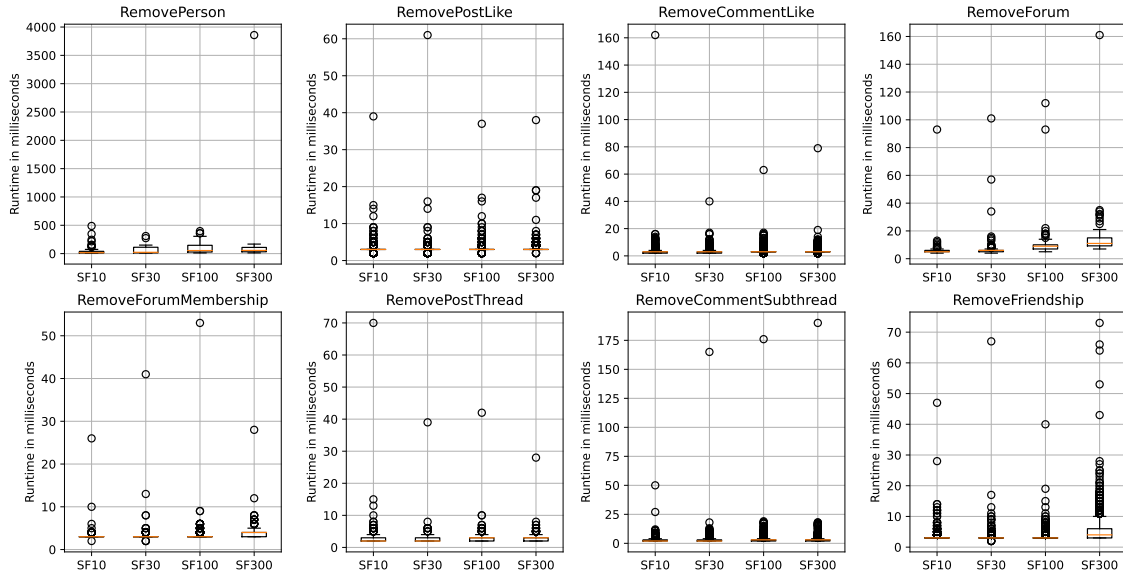 RemovePerson
Runtime in milliseconds
4000
3500
3000
2500
2000
1500
1000
500
0
SF10 SF30 SF100 SF300
RemovePostLike
Runtime in milliseconds
60
50
40
30
20
10
0
SF10 SF30 SF100 SF300
RemoveCommentLike
Runtime in milliseconds
160
140
120
100
80
60
40
20
0
SF10 SF30 SF100 SF300
RemoveForum
Runtime in milliseconds
160
140
120
100
80
60
40
20
0
SF10 SF30 SF100 SF300
RemoveForumMembership
Runtime in milliseconds
50
40
30
20
10
0
SF10 SF30 SF100 SF300
RemovePostThread
Runtime in milliseconds
70
60
50
40
30
20
10
0
SF10 SF30 SF100 SF300
RemoveCommentSubthread
Runtime in milliseconds
175
150
125
100
75
50
25
0
SF10 SF30 SF100 SF300
RemoveFriendship
Runtime in milliseconds
70
60
50
40
30
20
10
0
SF10 SF30 SF100 SF300